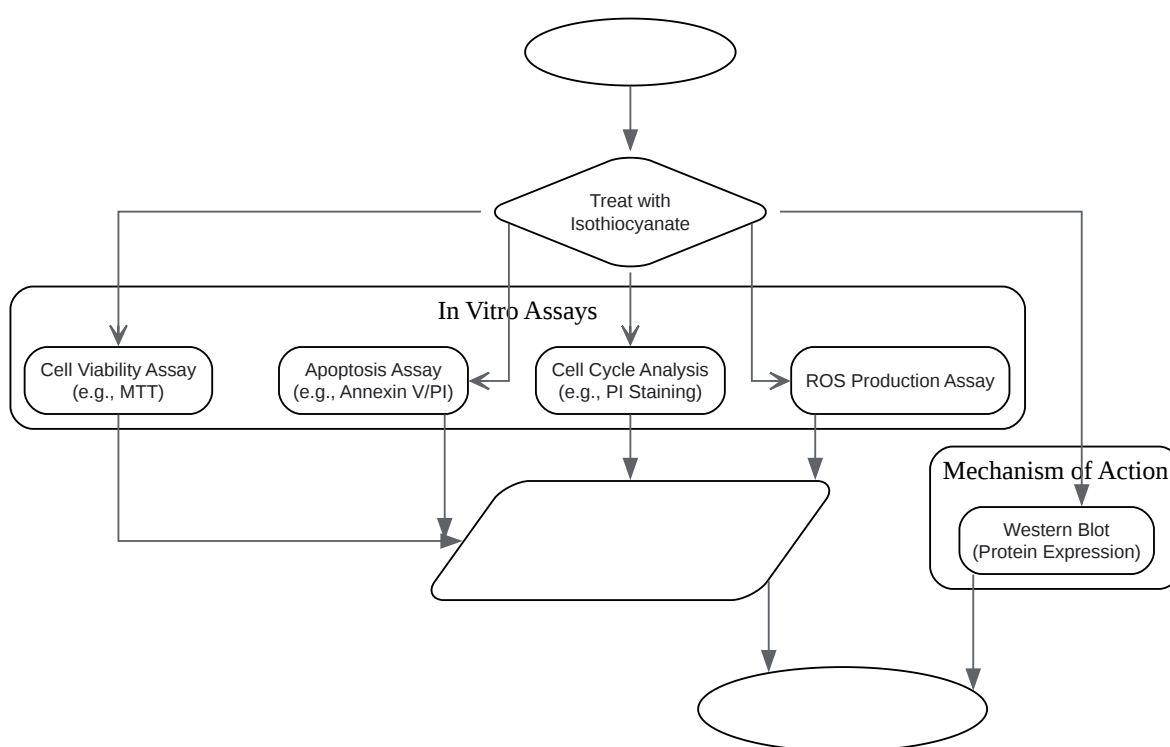 Treat with
Isothiocyanate
In Vitro Assays
Cell Viability Assay
(e.g., MTT)
Apoptosis Assay
(e.g., Annexin V/PI)
Cell Cycle Analysis
(e.g., PI Staining)
ROS Production Assay
Mechanism of Action
Western Blot
(Protein Expression)